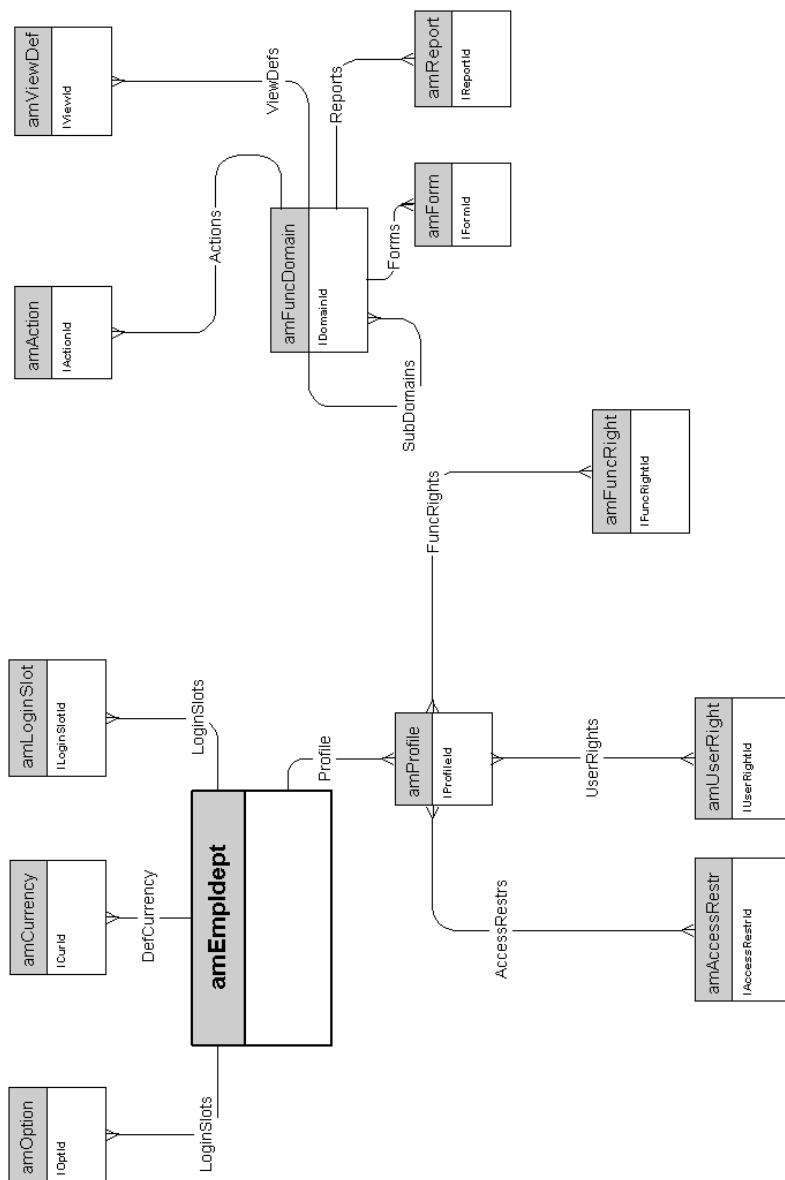 amOption
lOptId
amCurrency
lCurId
amLoginSlot
lLoginSlotId
amAction
lActionId
amViewDef
lViewId
LoginSlots
DefCurrency
LoginSlots
Actions
ViewDefs
amEmpldept
amFuncDomain
lDomainId
Profile
SubDomains
Forms
Reports
amProfile
lProfileId
amForm
lFormId
amReport
lReportId
AccessRestrs
UserRights
FuncRights
amFuncRight
lFuncRightId
amAccessRestr
lAccessRestrId
amUserRight
lUserRightId